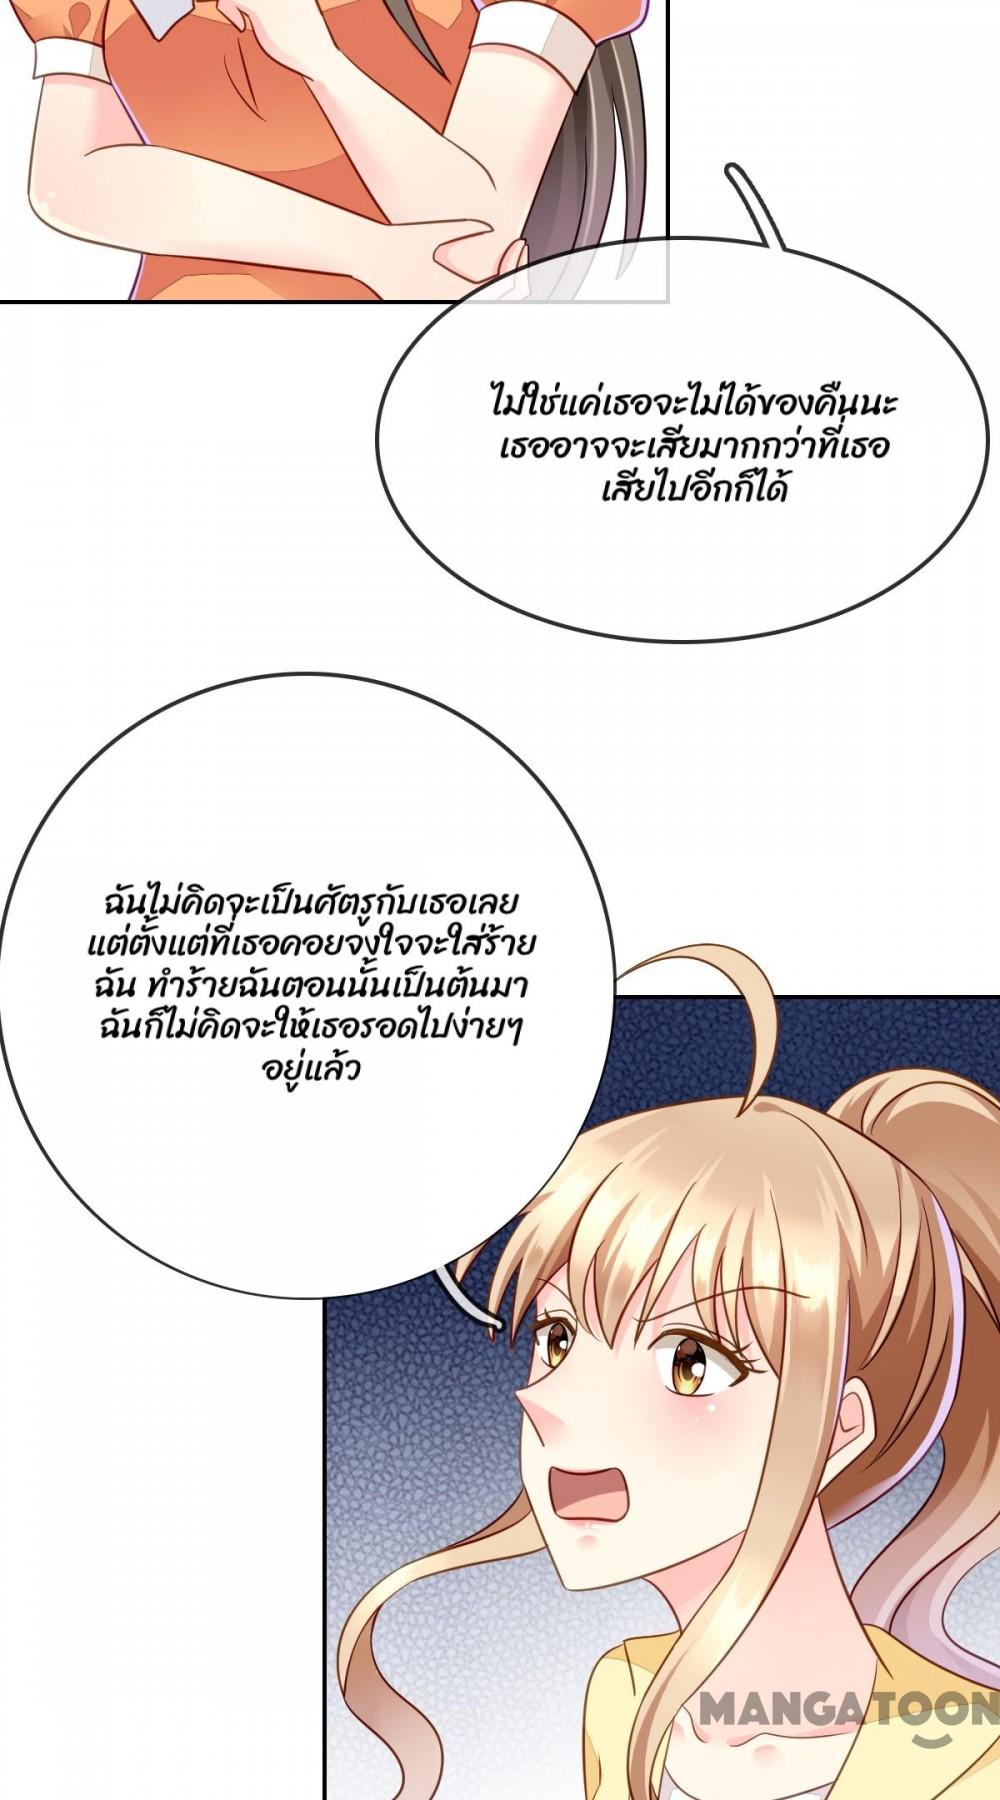 ไม่ใช่แค่เธอจะไม่ได้ของคืนนะ
เธออาจจะเสียมากกว่าที่เธอ
เสียไปอีกก็ได้
ฉันไม่คิดจะเป็นศัตรูกับเธอเลย
แต่ตั้งแต่ที่เธอคอยจงใจจะใส่ร้าย
ฉัน ทำร้ายฉันตอนนั้นเป็นต้นมา
ฉันก็ไม่คิดจะให้เธอรอดไปง่ายๆ
อยู่แล้ว
MANGATOON